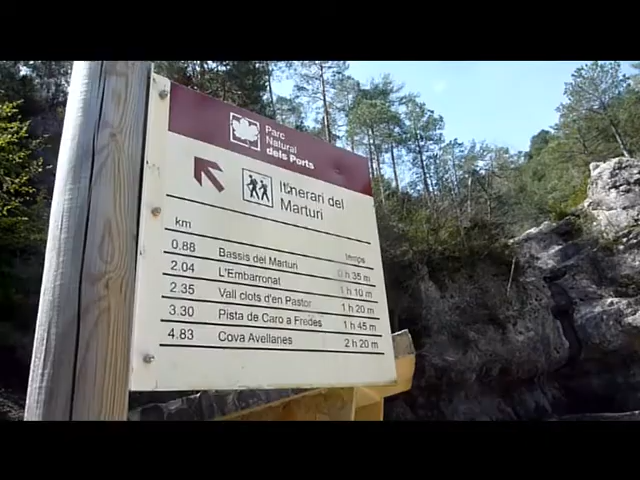 Parc
Natural
dels Ports
Itinerari del
Marturi
km temps
0.88 Bassis del Marturi 0 h 35 m
2.04 L'Embarronat 1 h 10 m
2.35 Vall clots d'en Pastor 1 h 20 m
3.30 Pista de Caro a Fredes 1 h 45 m
4.83 Cova Avellanes 2 h 20 m